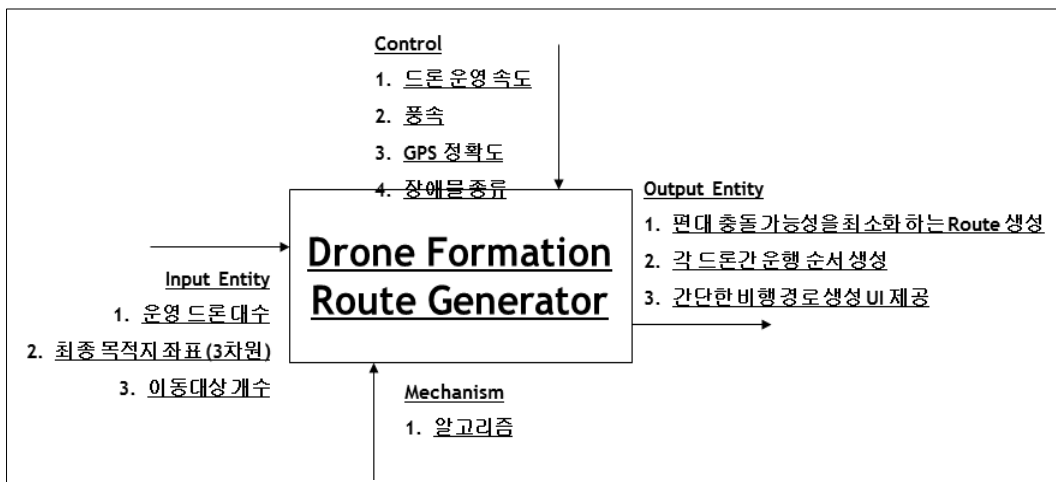 Control
1. 드론 운영 속도
2. 풍속
3. GPS 정확도
4. 장애물 종류
Drone Formation
Route Generator
Input Entity
1. 운영 드론 대수
2. 최종 목적지 좌표 (3차원)
3. 이동대상 개수
Output Entity
1. 편대 충돌 가능성을 최소화 하는 Route 생성
2. 각 드론간 운행 순서 생성
3. 간단한 비행 경로 생성 UI 제공
Mechanism
1. 알고리즘